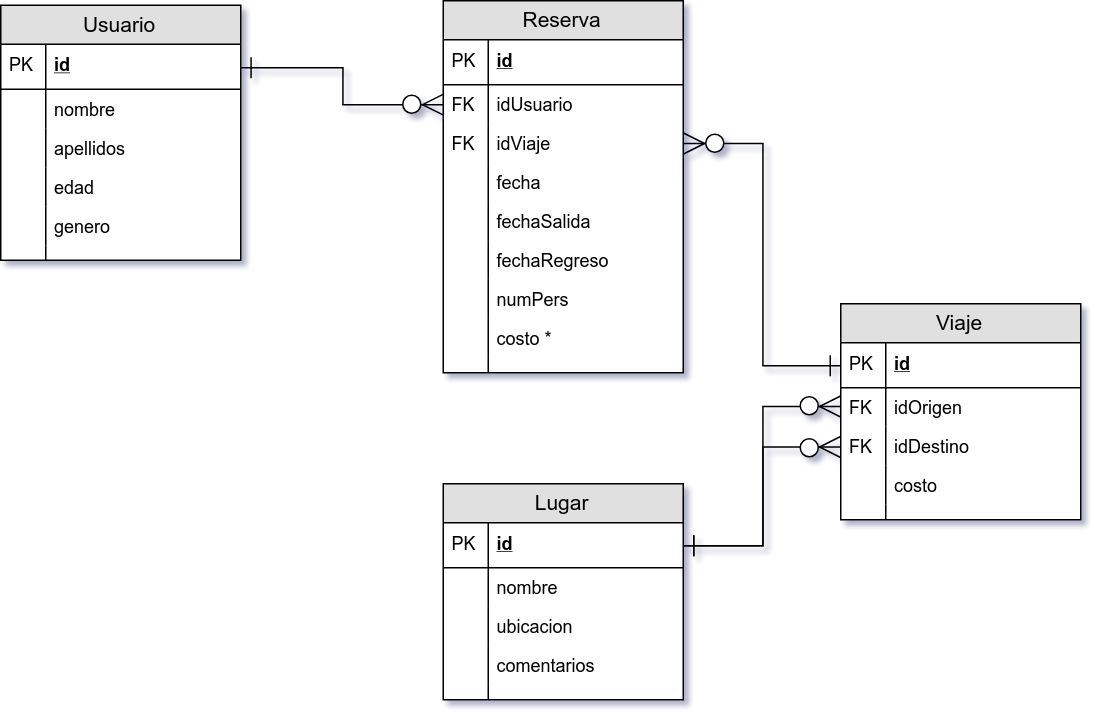 Usuario
PK id
nombre
apellidos
edad
genero
Reserva
PK id
FK idUsuario
FK idViaje
fecha
fechaSalida
fechaRegreso
numPers
costo *
Viaje
PK id
FK idOrigen
FK idDestino
costo
Lugar
PK id
nombre
ubicacion
comentarios